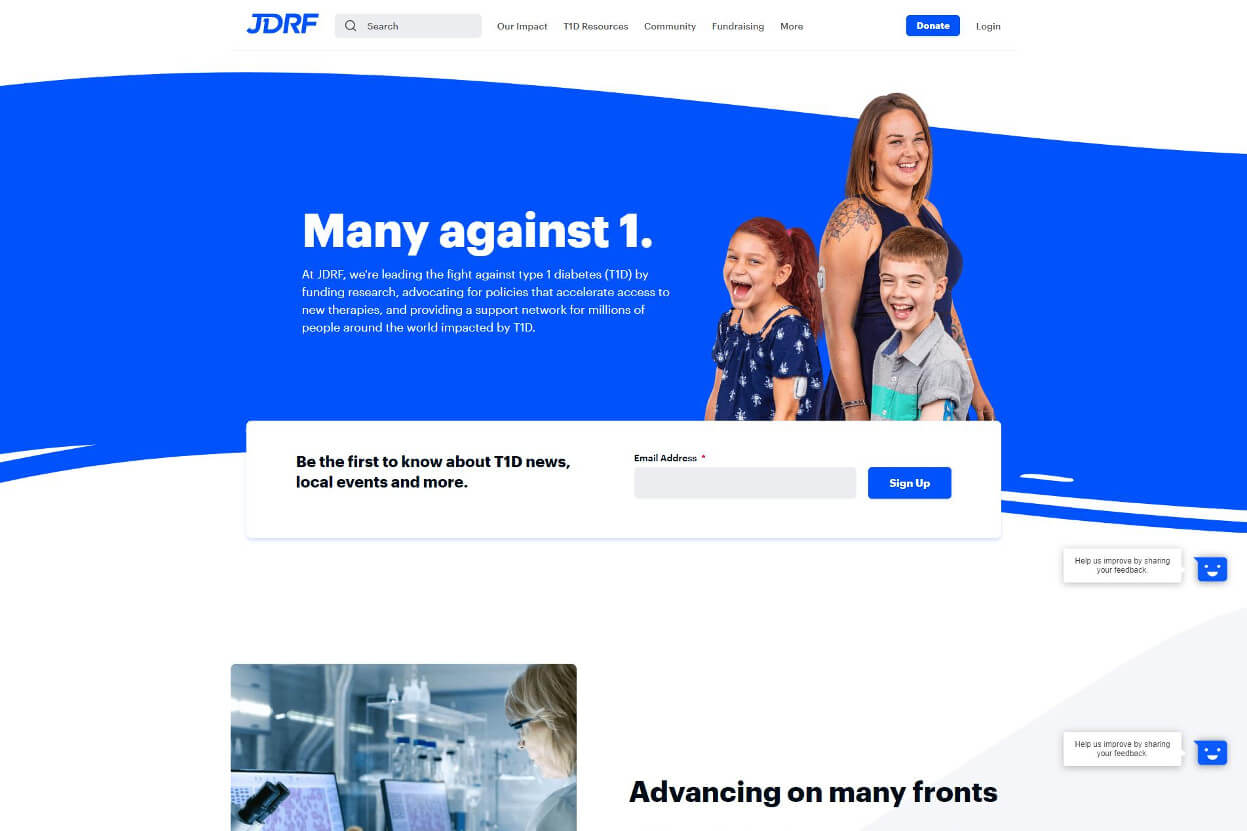 JDRF
Search
Our Impact
T1D Resources
Community
Fundraising
More
Donate
Login
Many against 1.
At JDRF, we're leading the fight against type 1 diabetes (T1D) by
funding research, advocating for policies that accelerate access to
new therapies, and providing a support network for millions of
people around the world impacted by T1D.
Be the first to know about T1D news,
local events and more.
Email Address *
Sign Up
Help us improve by sharing
your feedback
Help us improve by sharing
your feedback
Advancing on many fronts